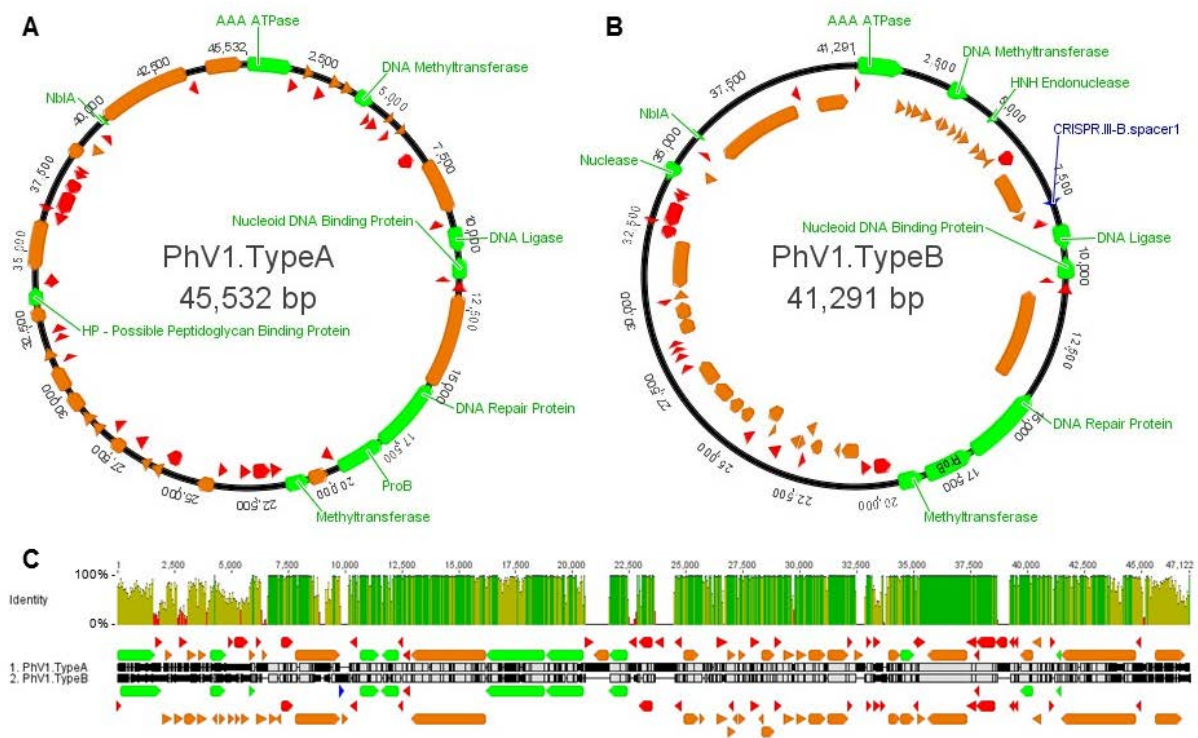 A
AAA ATPase
45,532
2,500
DNA Methyltransferase
5,000
42,500
NblA
40,000
7,500
37,500
Nucleoid DNA Binding Protein
10,000
DNA Ligase
PhV1.TypeA
45,532 bp
35,000
12,500
HP - Possible Peptidoglycan Binding Protein
32,500
15,000
30,000
DNA Repair Protein
17,500
27,500
ProB
20,000
25,000
22,500
Methyltransferase
B
AAA ATPase
41,291
2,500
DNA Methyltransferase
37,500
HNH Endonuclease
5,000
NblA
CRISPR.III-B.spacer1
35,000
Nuclease
7,500
32,500
Nucleoid DNA Binding Protein
DNA Ligase
10,000
PhV1.TypeB
41,291 bp
30,000
12,500
27,500
15,000
DNA Repair Protein
25,000
ProB
17,500
22,500
20,000
Methyltransferase
C
1 2,500 5,000 7,500 10,000 12,500 15,000 17,500 20,000 22,500 25,000 27,500 30,000 32,500 35,000 37,500 40,000 42,500 45,000 47,122
100%
Identity
0%
1. PhV1.TypeA
2. PhV1.TypeB